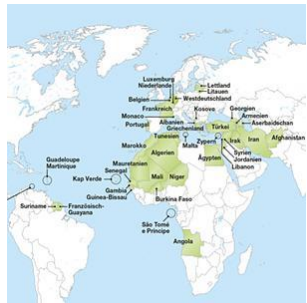 Luxemburg
Niederlande
Belgien
Frankreich
Monaco
Portugal
Lettland
Litauen
Westdeutschland
Kosovo
Georgien
Armenien
Aserbaidschan
Albanien
Griechenland
Türkei
Tunesien
Malta
Zypern
Irak
Iran
Afghanistan
Marokko
Algerien
Syrien
Jordanien
Libanon
Ägypten
Guadeloupe
Martinique
Mauretanien
Senegal
Kap Verde
Mali
Niger
Gambia
Guinea-Bissau
Burkina Faso
Suriname
Französisch-
Guayana
São Tomé
e Príncipe
Angola